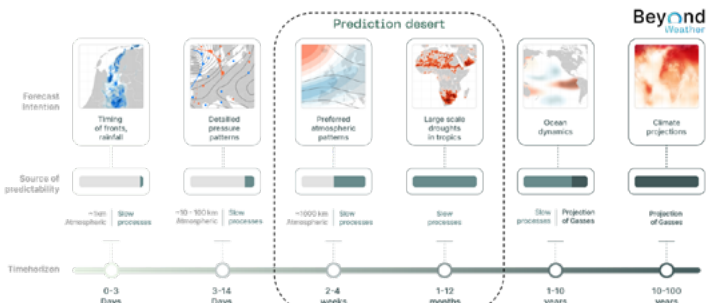 Prediction desert
Beyond
Weather
Forecast
intention
Timing
of fronts,
rainfall
Detailed
pressure
patterns
Preferred
atmospheric
patterns
Large scale
droughts
in tropics
Ocean
dynamics
Climate
projections
Source of
predictability
~1km
Atmospheric
Slow
processes
~10 - 100 km
Atmospheric
Slow
processes
~1000 km
Atmospheric
Slow
processes
Slow
processes
Slow
processes
Projection
of Gasses
Projection
of Gasses
Timehorizon
0-3
Days
3-14
Days
2-4
weeks
1-12
months
1-10
years
10-100
years